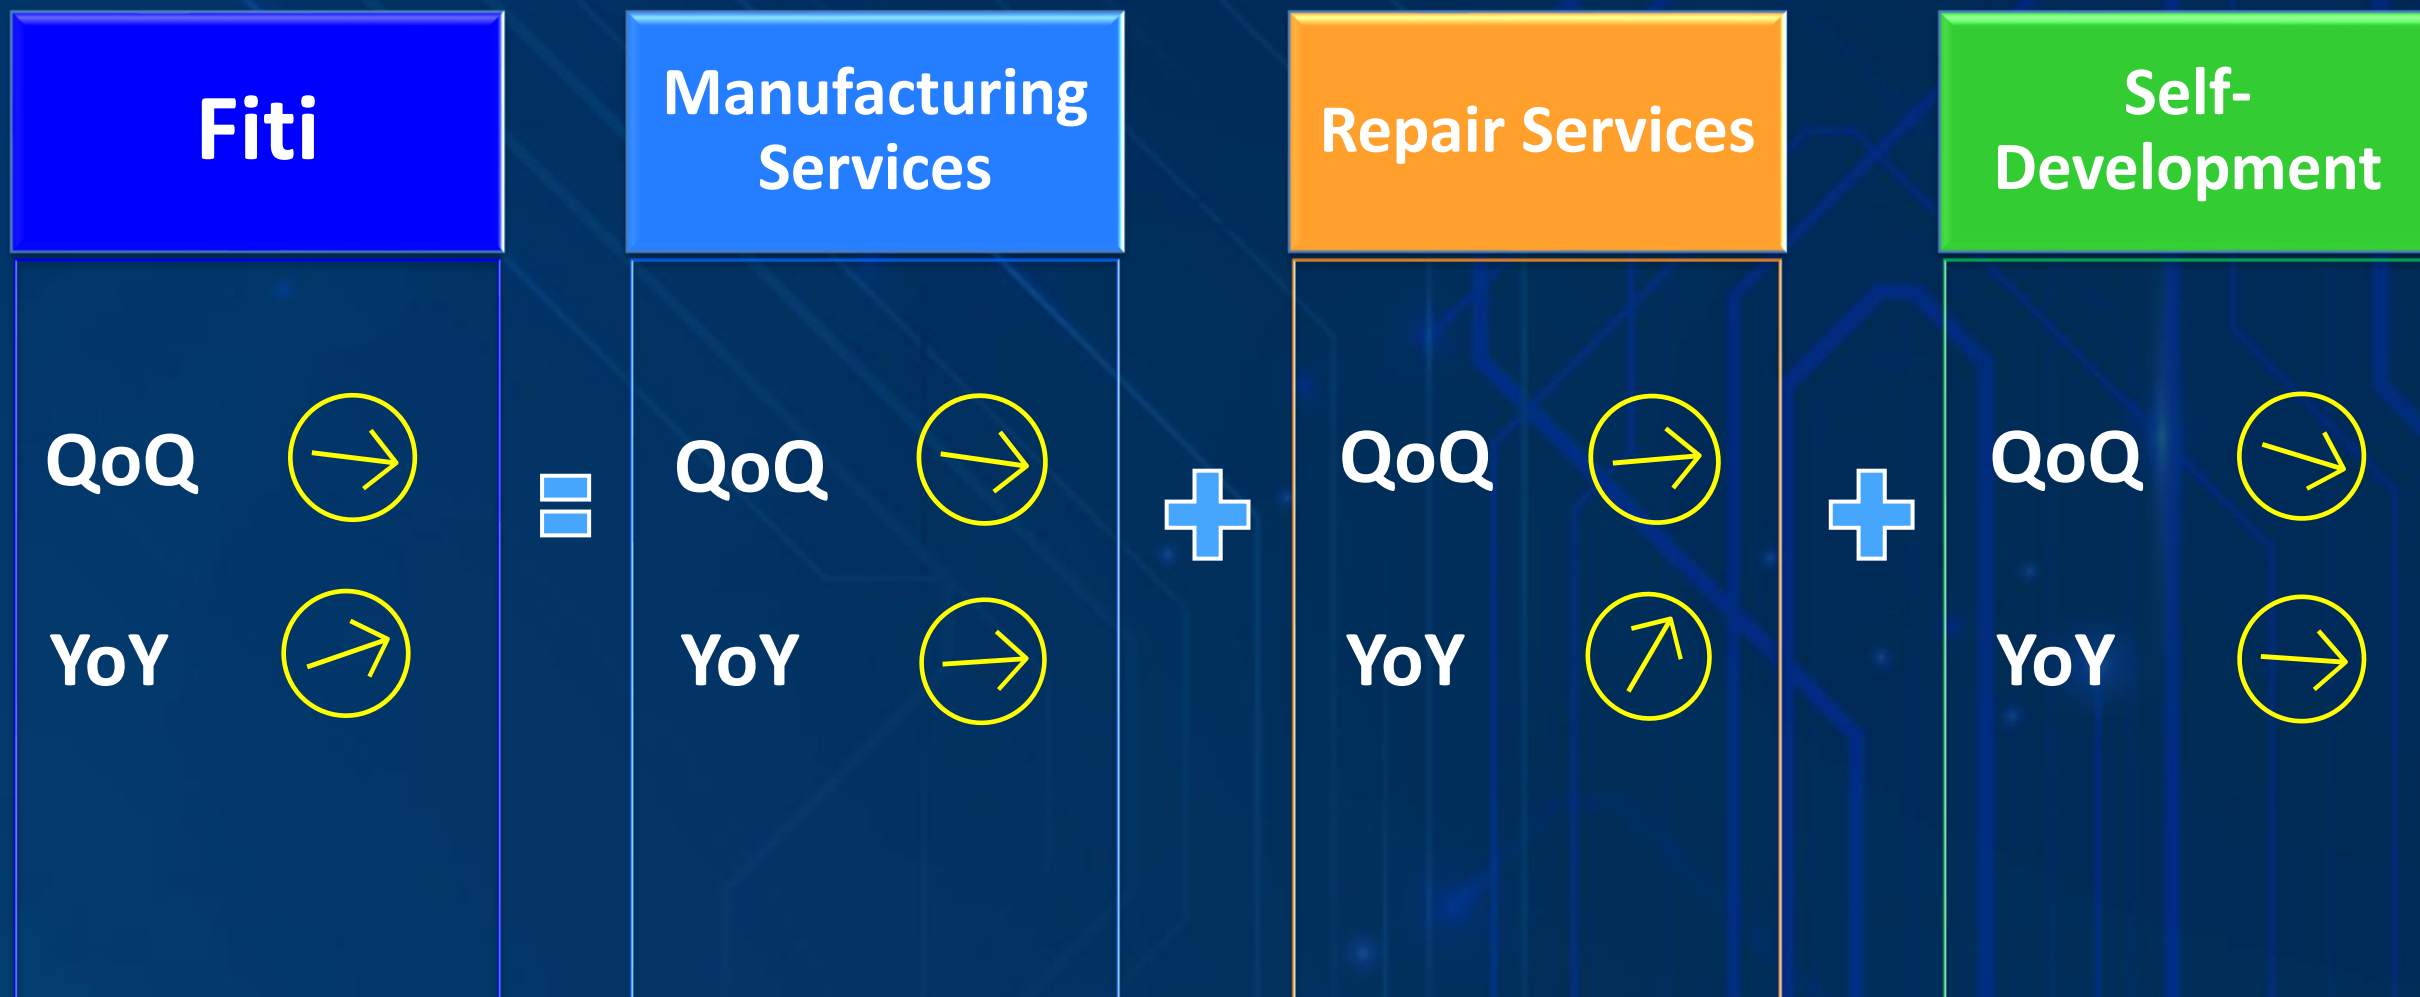 Fiti
QoQ
YoY
Manufacturing
Services
QoQ
YoY
Repair Services
QoQ
YoY
Self-
Development
QoQ
YoY